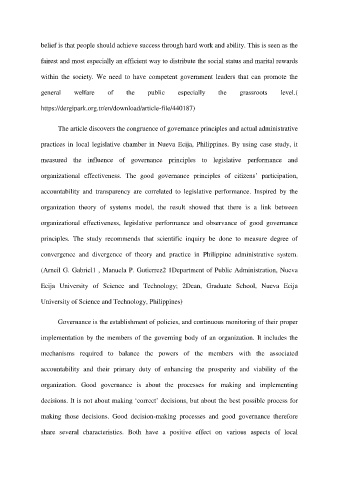 belief is that people should achieve success through hard work and ability. This is seen as the
fairest and most especially an efficient way to distribute the social status and marital rewards
within the society. We need to have competent government leaders that can promote the
general welfare of the public especially the grassroots level.(
https://dergipark.org.tr/en/download/article-file/440187)
The article discovers the congruence of governance principles and actual administrative
practices in local legislative chamber in Nueva Ecija, Philippines. By using case study, it
measured the influence of governance principles to legislative performance and
organizational effectiveness. The good governance principles of citizens' participation,
accountability and transparency are correlated to legislative performance. Inspired by the
organization theory of systems model, the result showed that there is a link between
organizational effectiveness, legislative performance and observance of good governance
principles. The study recommends that scientific inquiry be done to measure degree of
convergence and divergence of theory and practice in Philippine administrative system.
(Arneil G. Gabriel1 , Manuela P. Gutierrez2 1Department of Public Administration, Nueva
Ecija University of Science and Technology; 2Dean, Graduate School, Nueva Ecija
University of Science and Technology, Philippines)
Governance is the establishment of policies, and continuous monitoring of their proper
implementation by the members of the governing body of an organization. It includes the
mechanisms required to balance the powers of the members with the associated
accountability and their primary duty of enhancing the prosperity and viability of the
organization. Good governance is about the processes for making and implementing
decisions. It is not about making 'correct' decisions, but about the best possible process for
making those decisions. Good decision-making processes and good governance therefore
share several characteristics. Both have a positive effect on various aspects of local